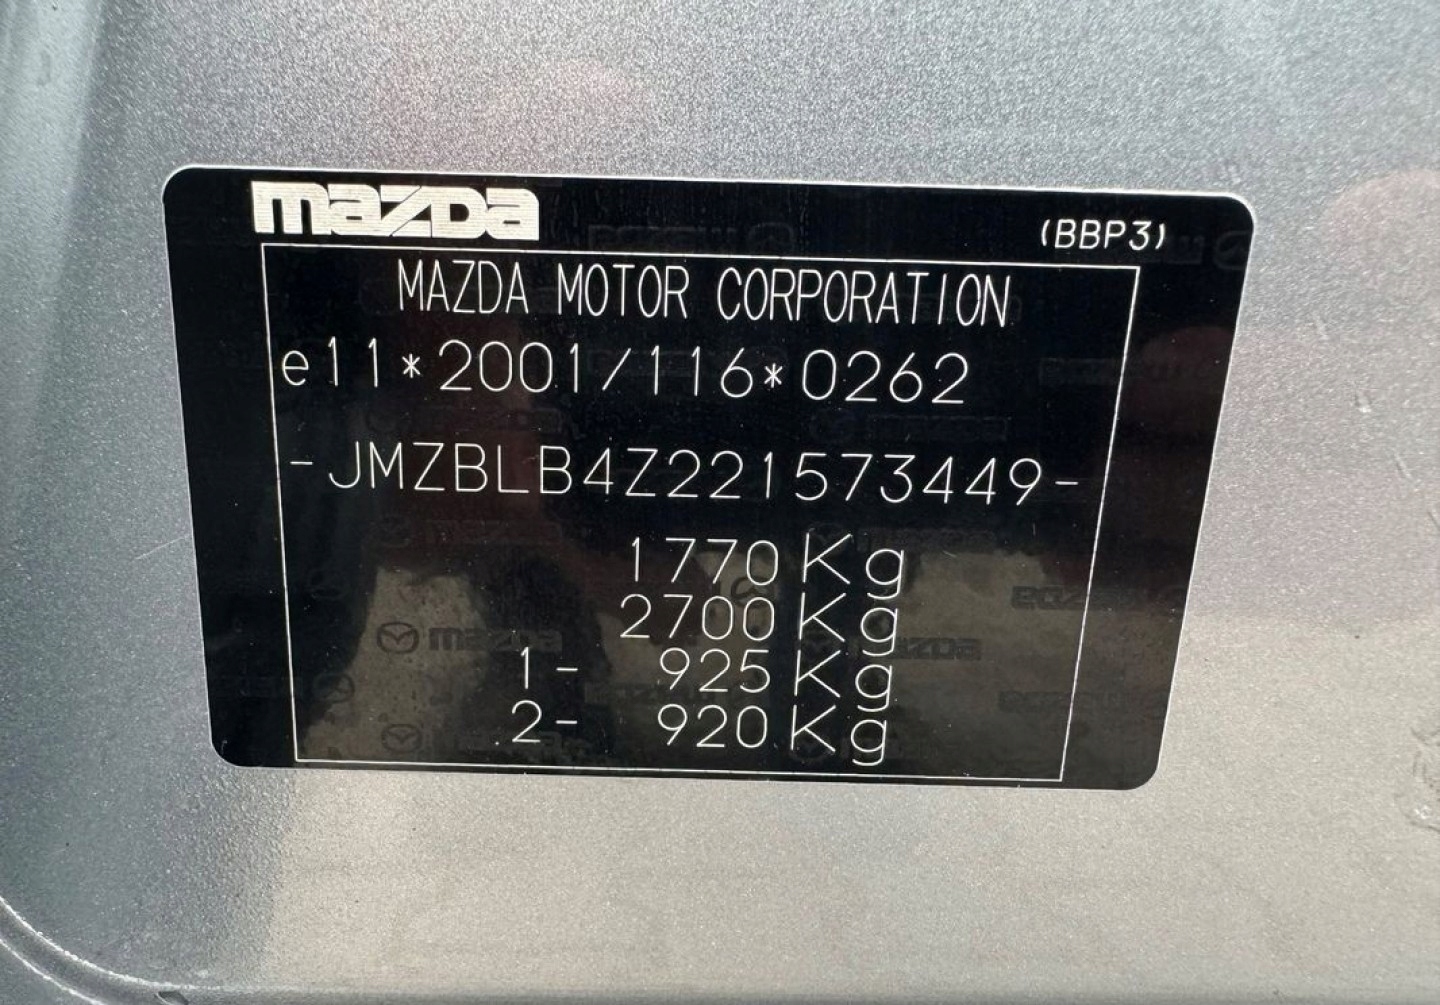 mazda
(BBP3)
MAZDA MOTOR CORPORATION
e11*2001/116*0262
-JMZBLB4Z221573449-
1770Kg
2700Kg
1- 925Kg
2- 920Kg